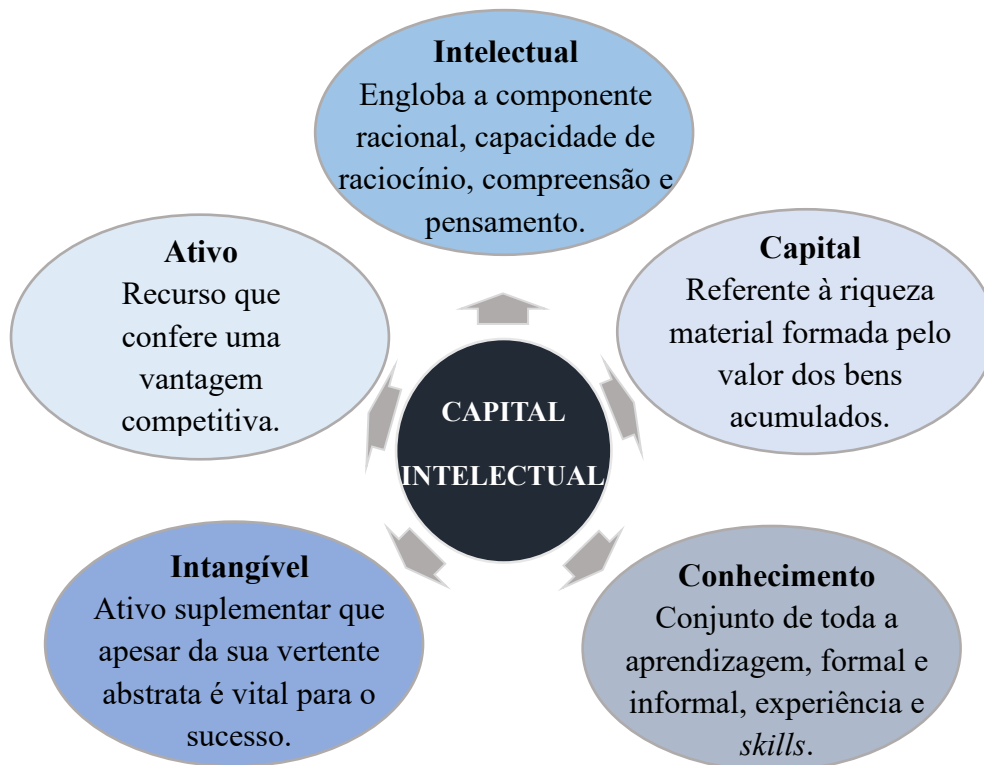 Intelectual
Engloba a componente
racional, capacidade de
raciocínio, compreensão e
pensamento.
Ativo
Recurso que
confere uma
vantagem
competitiva.
Capital
Referente à riqueza
material formada pelo
valor dos bens
acumulados.
CAPITAL
INTELECTUAL
Intangível
Ativo suplementar que
apesar da sua vertente
abstrata é vital para o
sucesso.
Conhecimento
Conjunto de toda a
aprendizagem, formal e
informal, experiência e
skills.